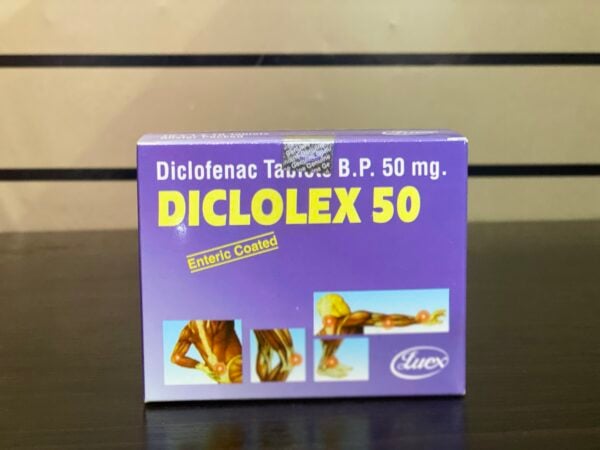 Diclofenac Tablets B.P. 50 mg.
DICLOLEX 50
Enteric Coated
Luex